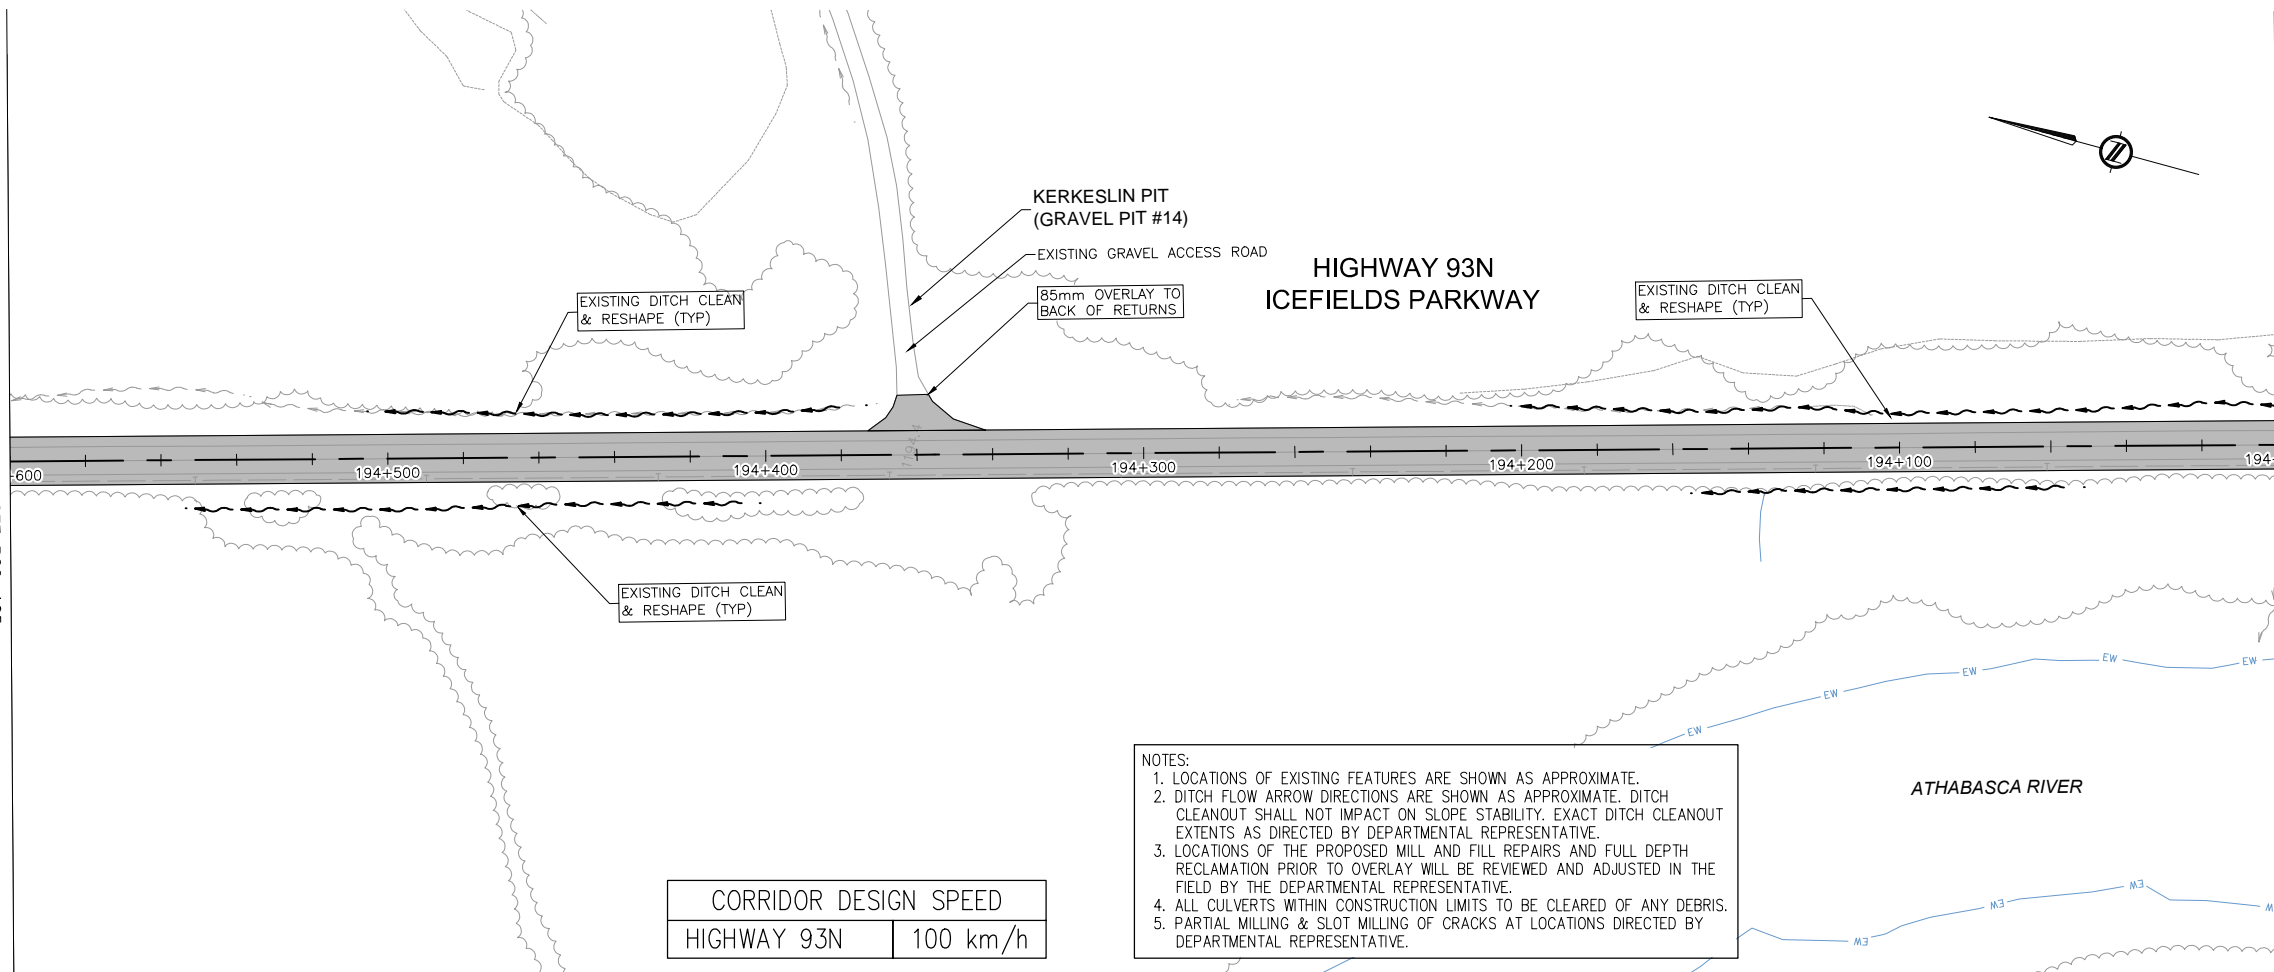 KERKESLIN PIT
(GRAVEL PIT #14)
EXISTING GRAVEL ACCESS ROAD
HIGHWAY 93N
ICEFIELDS PARKWAY
85mm OVERLAY TO
BACK OF RETURNS
EXISTING DITCH CLEAN
& RESHAPE (TYP)
EXISTING DITCH CLEAN
& RESHAPE (TYP)
1194.4
600
194+500
194+400
194+300
194+200
194+100
194+
EXISTING DITCH CLEAN
& RESHAPE (TYP)
EW
EW
EW
EW
EW
ATHABASCA RIVER
NOTES:
1. LOCATIONS OF EXISTING FEATURES ARE SHOWN AS APPROXIMATE.
2. DITCH FLOW ARROW DIRECTIONS ARE SHOWN AS APPROXIMATE. DITCH
CLEANOUT SHALL NOT IMPACT ON SLOPE STABILITY. EXACT DITCH CLEANOUT
EXTENTS AS DIRECTED BY DEPARTMENTAL REPRESENTATIVE.
3. LOCATIONS OF THE PROPOSED MILL AND FILL REPAIRS AND FULL DEPTH
RECLAMATION PRIOR TO OVERLAY WILL BE REVIEWED AND ADJUSTED IN THE
FIELD BY THE DEPARTMENTAL REPRESENTATIVE.
4. ALL CULVERTS WITHIN CONSTRUCTION LIMITS TO BE CLEARED OF ANY DEBRIS.
5. PARTIAL MILLING & SLOT MILLING OF CRACKS AT LOCATIONS DIRECTED BY
DEPARTMENTAL REPRESENTATIVE.
EW
EW
EW
CORRIDOR DESIGN SPEED
HIGHWAY 93N 100 km/h